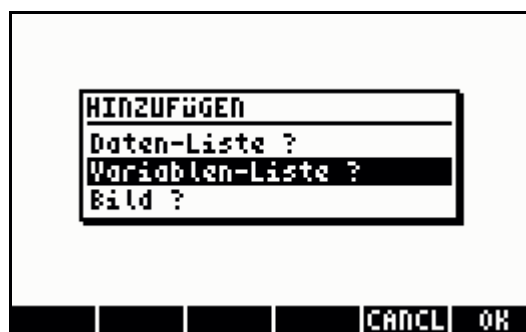 HINZUFüGEN
Daten-Liste ?
Variablen-Liste ?
Bild ?
CANCL OK